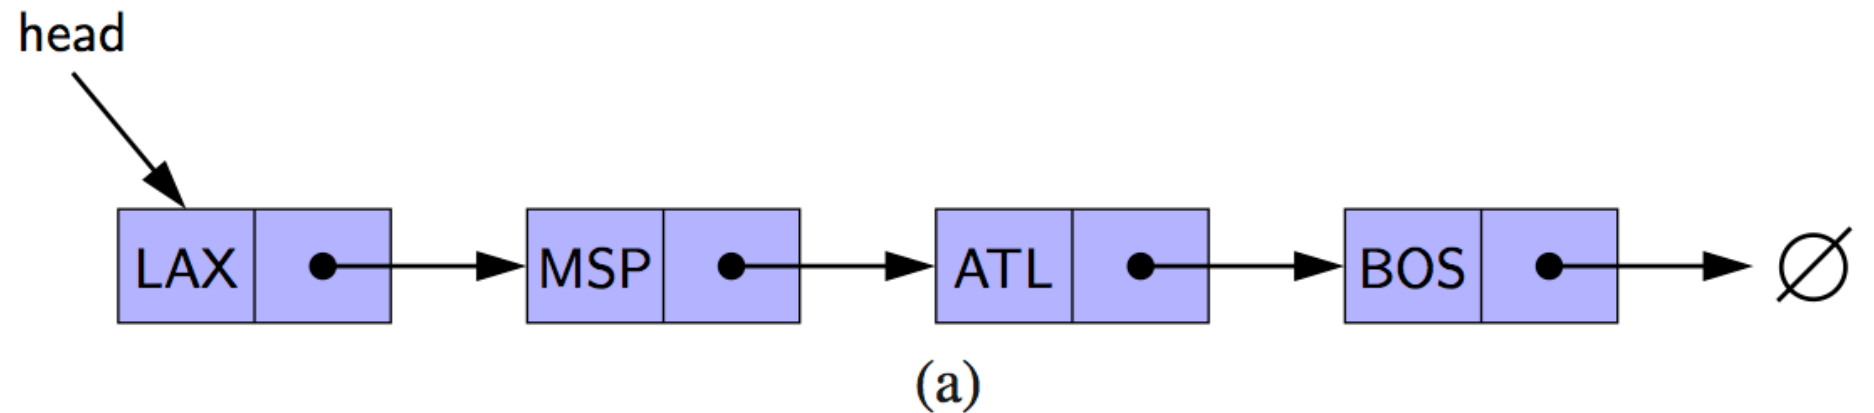 head
LAX MSP ATL BOS ∅
(a)